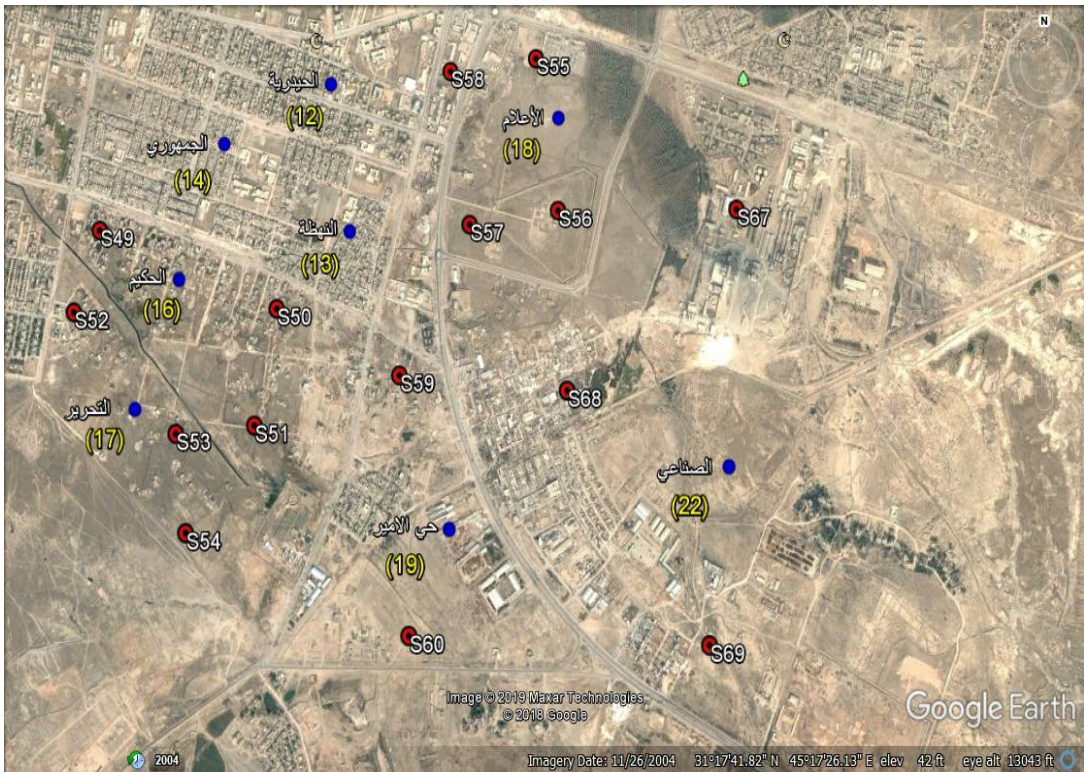 N
S55
S58
الحيدرية
(12)
الأعلام
(18)
الجمهوري
(14)
S56
S67
S57
S49
النهظة
(13)
الحكيم
(16)
S50
S52
S59
S68
التحرير
(17)
S53
S51
الصناعي
(22)
S54
حي الامير
(19)
S60
S69
Image © 2019 Maxar Technologies
© 2018 Google
Google Earth
2004
Imagery Date: 11/26/2004 31°17'41.82" N 45°17'26.13" E elev 42 ft eye alt 13043 ft